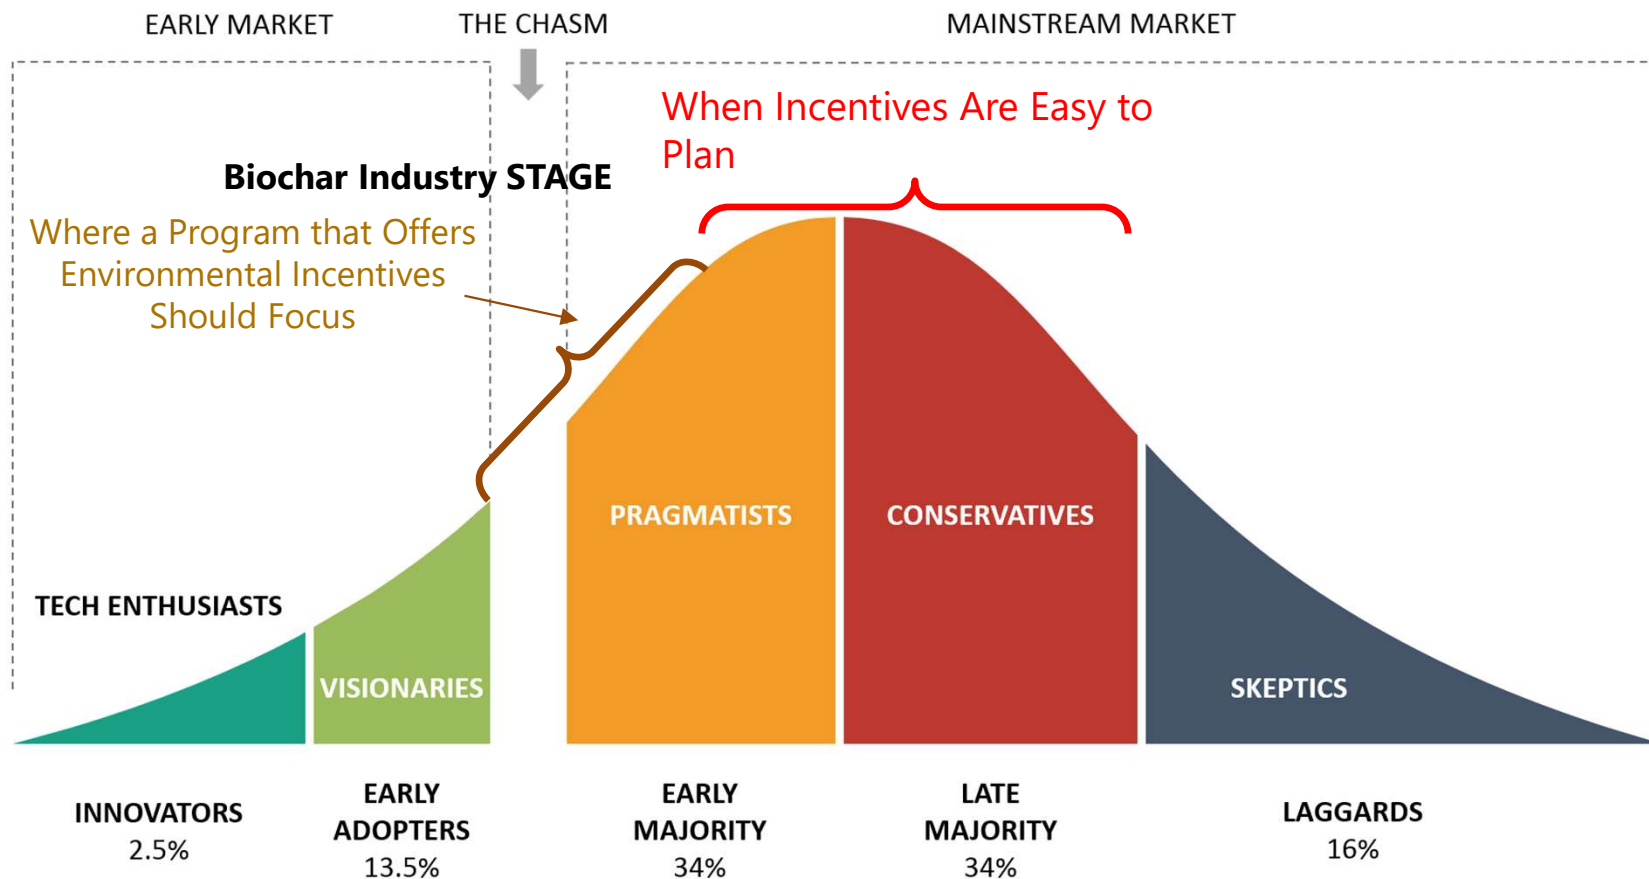 EARLY MARKET
THE CHASM
MAINSTREAM MARKET
When Incentives Are Easy to
Plan
Biochar Industry STAGE
Where a Program that Offers
Environmental Incentives
Should Focus
PRAGMATISTS
CONSERVATIVES
TECH ENTHUSIASTS
VISIONARIES
SKEPTICS
INNOVATORS
2.5%
EARLY
ADOPTERS
13.5%
EARLY
MAJORITY
34%
LATE
MAJORITY
34%
LAGGARDS
16%